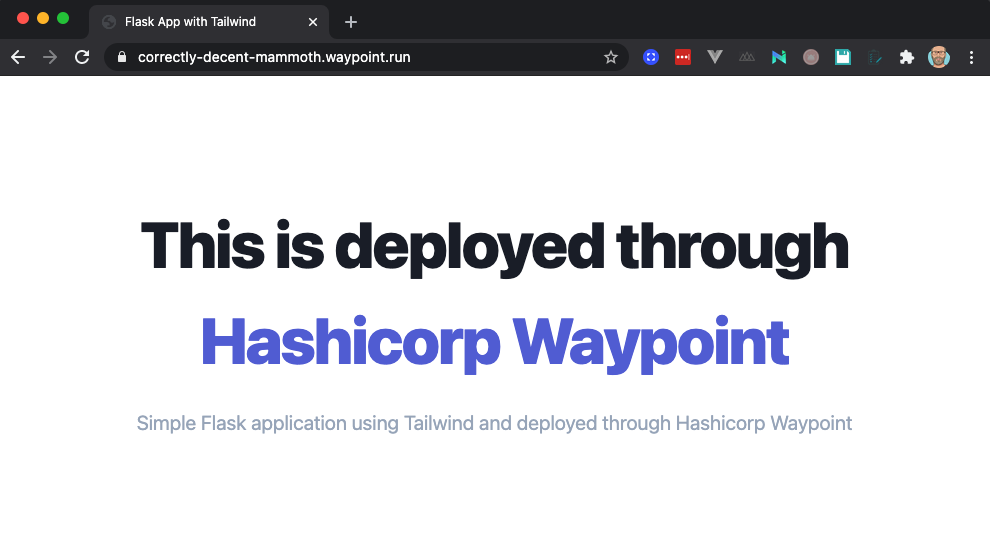 Flask App with Tailwind
correctly-decent-mammoth.waypoint.run
This is deployed through
Hashicorp Waypoint
Simple Flask application using Tailwind and deployed through Hashicorp Waypoint